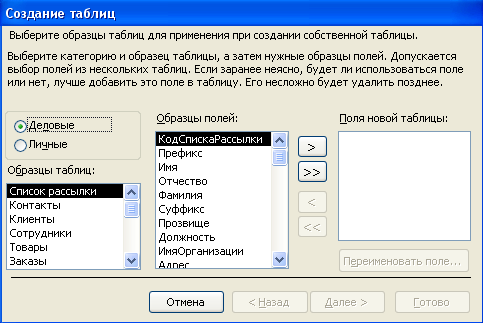 Создание таблиц
Выберите образцы таблиц для применения при создании собственной таблицы.
Выберите категорию и образец таблицы, а затем нужные образцы полей. Допускается
выбор полей из нескольких таблиц. Если заранее неясно, будет ли использоваться поле
или нет, лучше добавить это поле в таблицу. Его несложно будет удалить позднее.
Деловые
Личные
Образцы таблиц:
Список рассылки
Контакты
Клиенты
Сотрудники
Товары
Заказы
Образцы полей:
КодСпискаРассылки
Префикс
Имя
Отчество
Фамилия
Суффикс
Прозвище
Должность
ИмяОрганизации
Адрес
>
>>
<
<<
Поля новой таблицы:
Переименовать поле...
Отмена
< Назад
Далее >
Готово